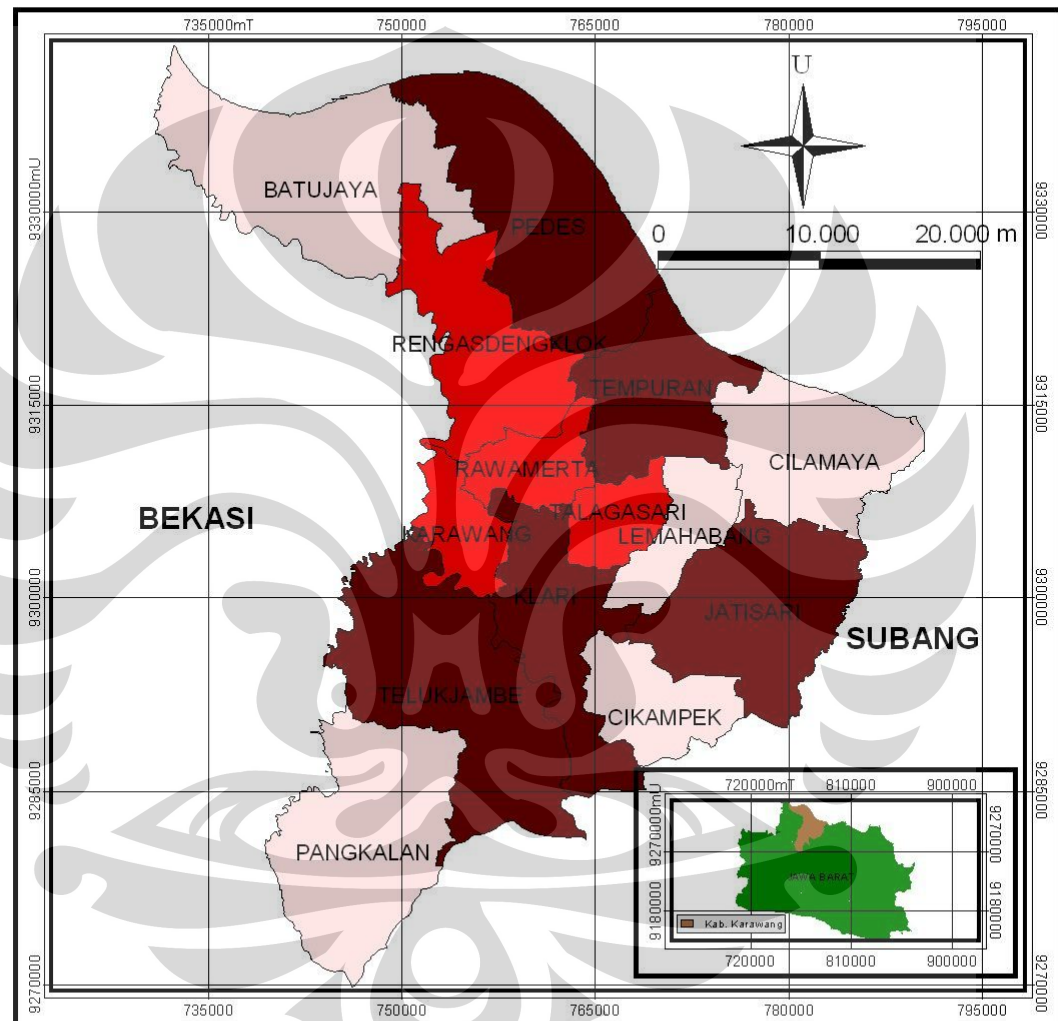 735000mT 750000 765000 780000 795000
U
9330000mU
9330000
BATUJAYA
PEDES
0 10.000 20.000 m
RENGASDENGKLOK
TEMPURAN
9315000
9315000
CILAMAYA
RAWAMERTA
BEKASI
TALAGASARI
KARAWANG
LEMAHABANG
9300000
9300000
KLARI
JATISARI
SUBANG
TELUKJAMBE
CIKAMPEK
9285000
9285000
PANGKALAN
720000mT 810000 900000
9270000mU
9270000
JAWA BARAT
9180000
9180000
Kab. Karawang
720000 810000 900000
9270000
9270000
735000 750000 765000 780000 795000